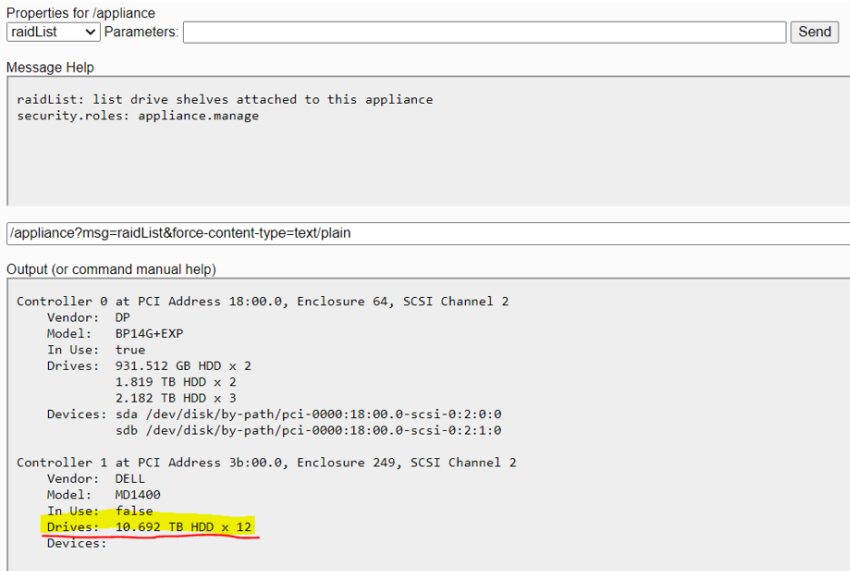 Properties for /appliance
raidList Parameters: Send
Message Help
raidList: list drive shelves attached to this appliance
security.roles: appliance.manage
/appliance?msg=raidList&force-content-type=text/plain
Output (or command manual help)
Controller 0 at PCI Address 18:00.0, Enclosure 64, SCSI Channel 2
Vendor: DP
Model: BP14G+EXP
In Use: true
Drives: 931.512 GB HDD x 2
1.819 TB HDD x 2
2.182 TB HDD x 3
Devices: sda /dev/disk/by-path/pci-0000:18:00.0-scsi-0:2:0:0
sdb /dev/disk/by-path/pci-0000:18:00.0-scsi-0:2:1:0
Controller 1 at PCI Address 3b:00.0, Enclosure 249, SCSI Channel 2
Vendor: DELL
Model: MD1400
In Use: false
Drives: 10.692 TB HDD x 12
Devices: